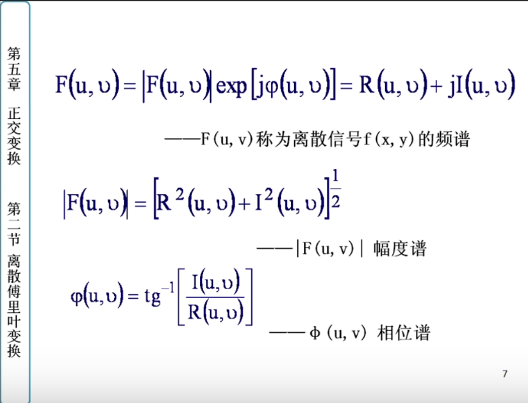 第五章 正交变换 第二节 离散傅里叶变换
F(u,υ)=|F(u,υ)|exp[jφ(u,υ)]=R(u,υ)+jI(u,υ)
——F(u,v)称为离散信号f(x,y)的频谱
|F(u,υ)|=[R²(u,υ)+I²(u,υ)]^(1/2)
——|F(u,v)| 幅度谱
φ(u,υ)=tg⁻¹[I(u,υ)/R(u,υ)]
——Φ(u,v) 相位谱
7